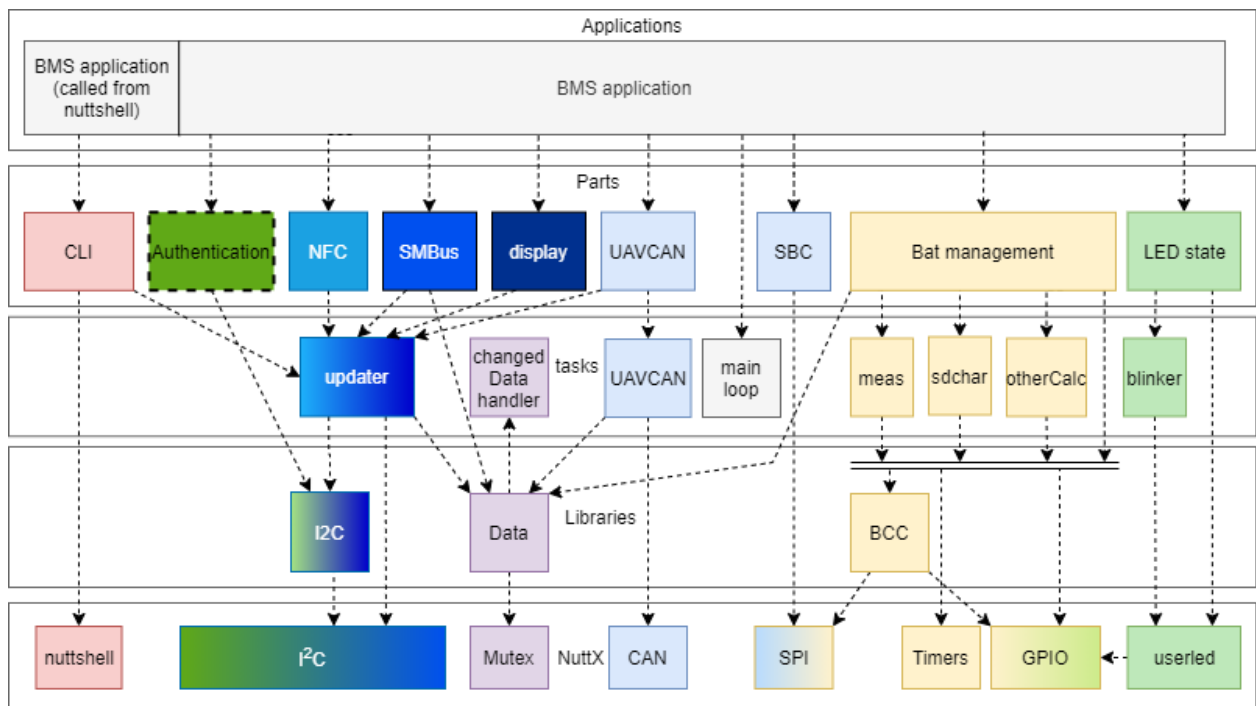 Applications
BMS application
(called from
nuttshell)
BMS application
Parts
CLI
Authentication
NFC
SMBus
display
UAVCAN
SBC
Bat management
LED state
updater
changed
Data
handler
tasks
UAVCAN
main
loop
meas
sdchar
otherCalc
blinker
I2C
Data
Libraries
BCC
nuttshell
I²C
Mutex
NuttX
CAN
SPI
Timers
GPIO
userled